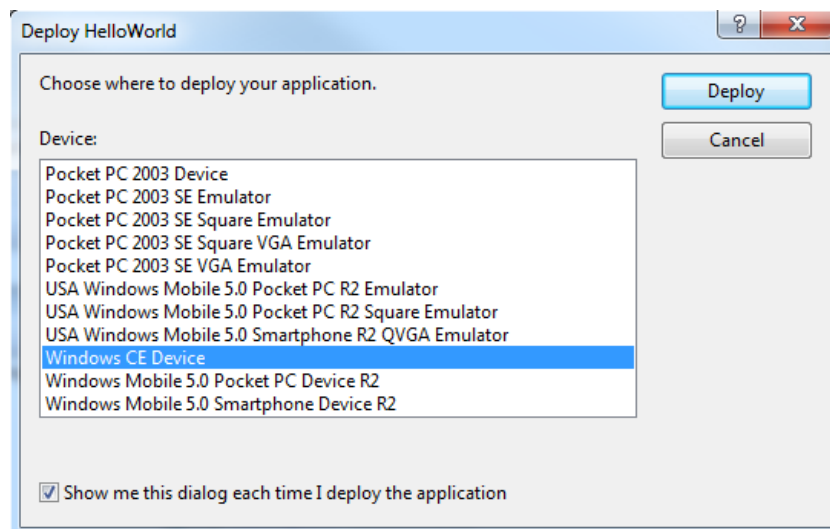 Deploy HelloWorld
Choose where to deploy your application.
Deploy
Device:
Cancel
Pocket PC 2003 Device
Pocket PC 2003 SE Emulator
Pocket PC 2003 SE Square Emulator
Pocket PC 2003 SE Square VGA Emulator
Pocket PC 2003 SE VGA Emulator
USA Windows Mobile 5.0 Pocket PC R2 Emulator
USA Windows Mobile 5.0 Pocket PC R2 Square Emulator
USA Windows Mobile 5.0 Smartphone R2 QVGA Emulator
Windows CE Device
Windows Mobile 5.0 Pocket PC Device R2
Windows Mobile 5.0 Smartphone Device R2
Show me this dialog each time I deploy the application